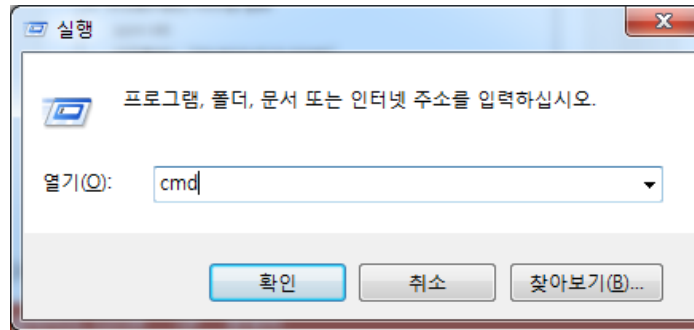 실행
프로그램, 폴더, 문서 또는 인터넷 주소를 입력하십시오.
열기(O): cmd
확인 취소 찾아보기(B)...